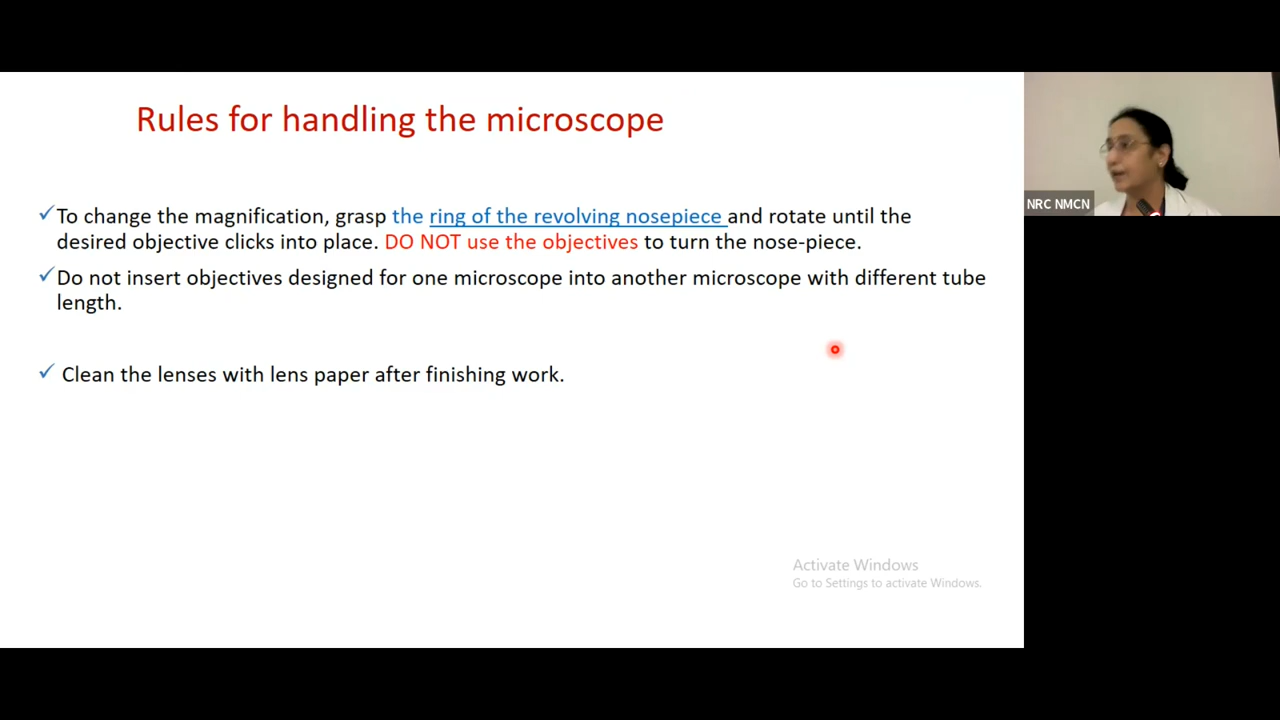 Rules for handling the microscope
✓To change the magnification, grasp the ring of the revolving nosepiece and rotate until the
desired objective clicks into place. DO NOT use the objectives to turn the nose-piece.
✓Do not insert objectives designed for one microscope into another microscope with different tube
length.
✓ Clean the lenses with lens paper after finishing work.
NRC NMCN
Activate Windows
Go to Settings to activate Windows.